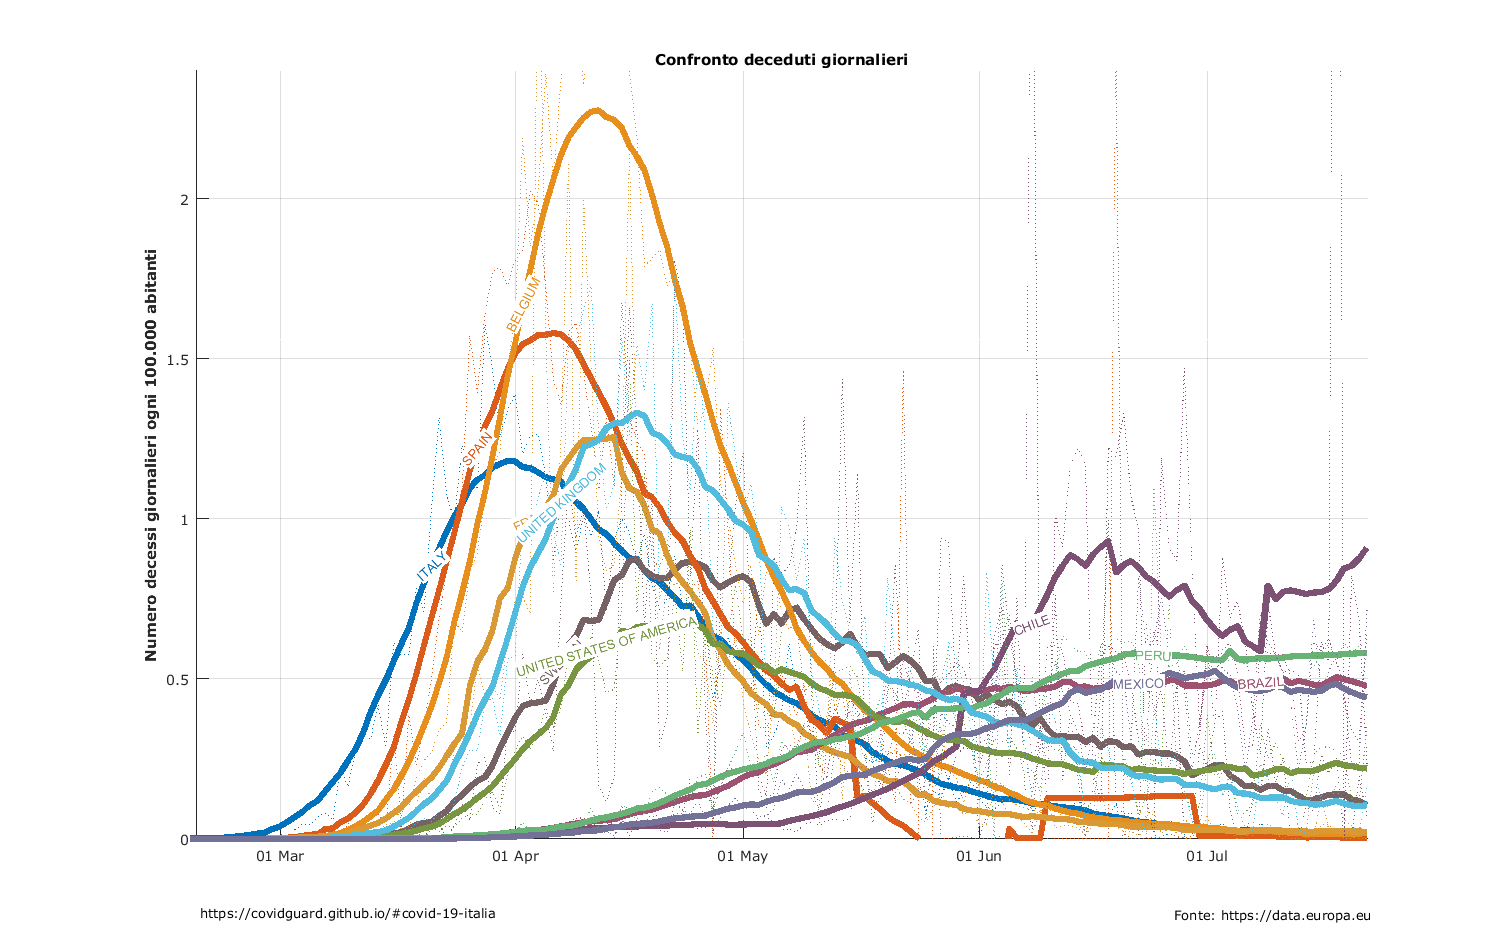 Confronto deceduti giornalieri
Numero decessi giornalieri ogni 100.000 abitanti
2
1.5
1
0.5
0
BELGIUM
SPAIN
ITALY
UNITED KINGDOM
UNITED STATES OF AMERICA
CHILE
PERU
MEXICO
BRAZIL
01 Mar
01 Apr
01 May
01 Jun
01 Jul
https://covidguard.github.io/#covid-19-italia
Fonte: https://data.europa.eu